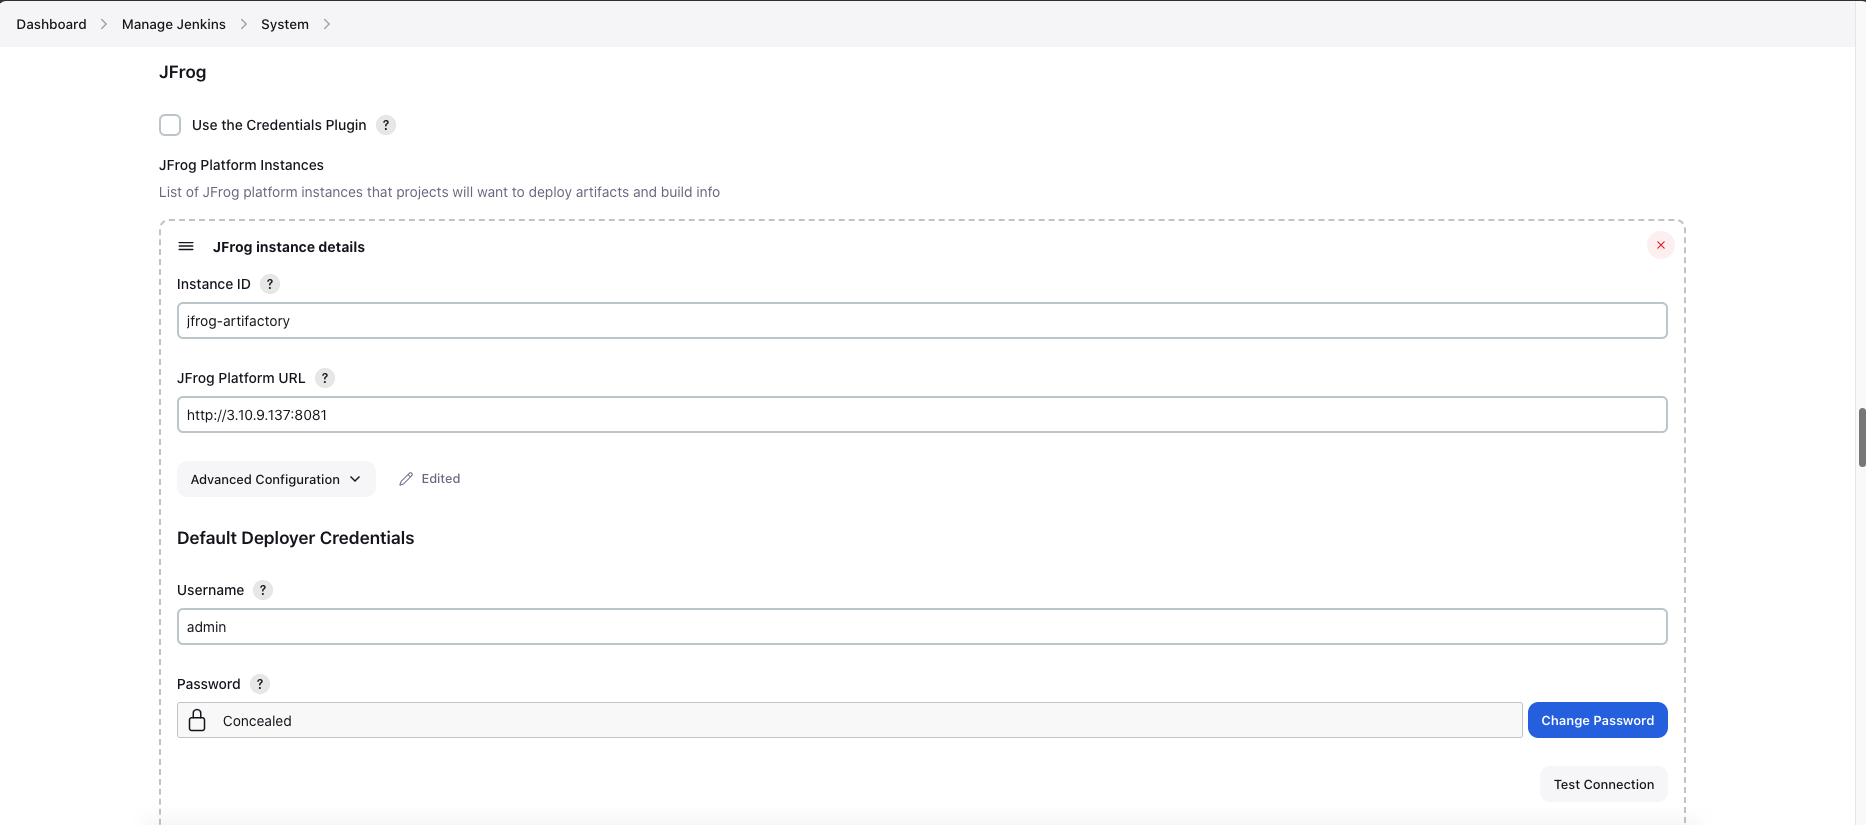 Dashboard > Manage Jenkins > System >
JFrog
Use the Credentials Plugin ?
JFrog Platform Instances
List of JFrog platform instances that projects will want to deploy artifacts and build info
JFrog instance details
Instance ID ?
jfrog-artifactory
JFrog Platform URL ?
http://3.10.9.137:8081
Advanced Configuration
Edited
Default Deployer Credentials
Username ?
admin
Password ?
Concealed
Change Password
Test Connection